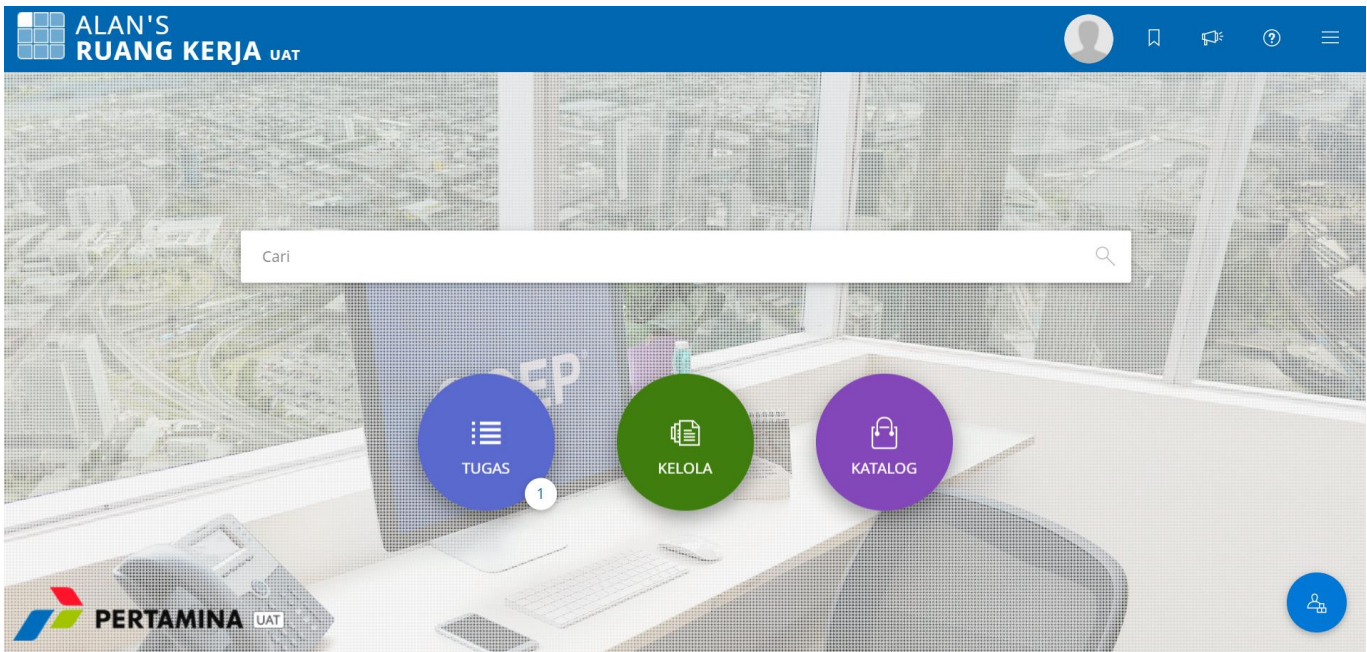 ALAN'S
RUANG KERJA UAT
Cari
TUGAS
1
KELOLA
KATALOG
PERTAMINA UAT